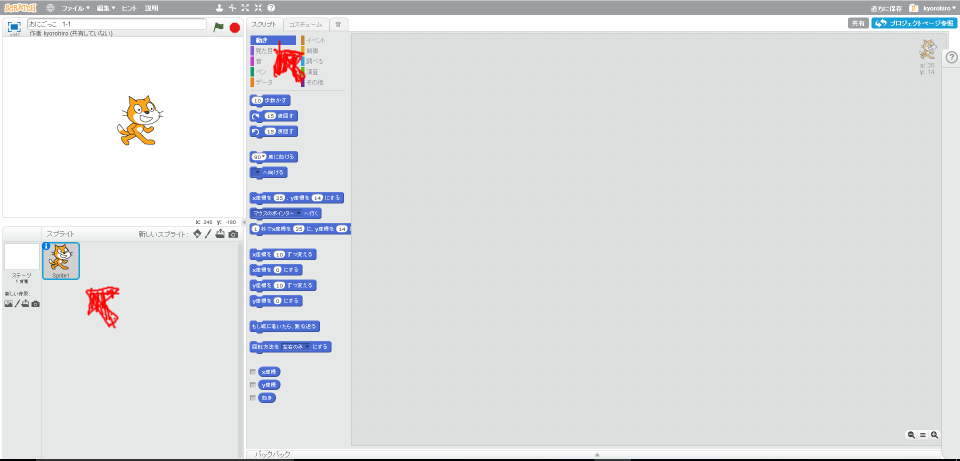 SCRATCH ファイル▼ 編集▼ ヒント 説明 直ちに保存 kyorohiro▼
おにごっこ 1-1
作者 kyorohiro (共有していない)
スクリプト コスチューム 音
共有 プロジェクトページ参照
動き イベント
見た目 制御
音 調べる
ペン 演算
データ その他
x: 35
y: 14
10 歩動かす
15 度回す
15 度回す
90▼ 度に向ける
へ向ける
x座標を 35 、y座標を 14 にする
マウスのポインター へ行く
1 秒でx座標を 35 に、y座標を 14
x: 240 y: -180
スプライト 新しいスプライト:
Sprite1
ステージ
1 背景
新しい背景:
x座標を 10 ずつ変える
x座標を 0 にする
y座標を 10 ずつ変える
y座標を 0 にする
もし端に着いたら、跳ね返る
回転方法を 左右のみ にする
x座標
y座標
向き
バックパック